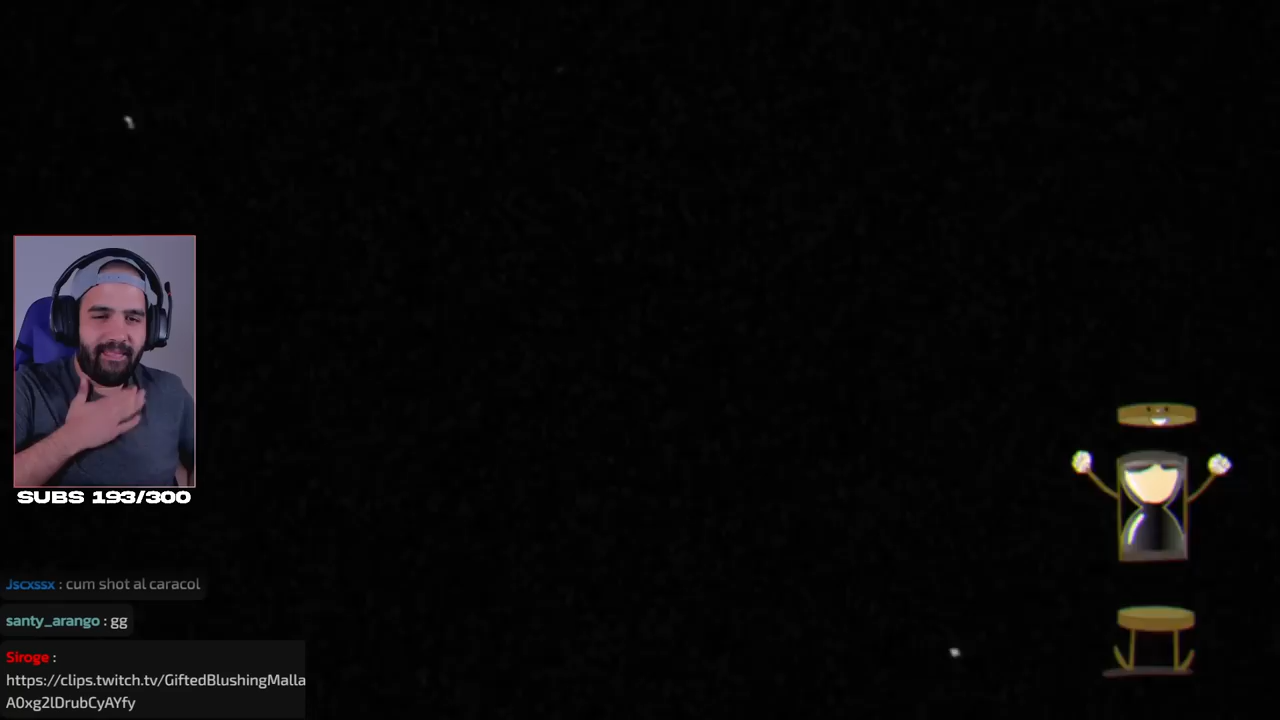 SUBS 193/300
Jscxssx : cum shot al caracol
santy_arango : gg
Siroge :
https://clips.twitch.tv/GiftedBlushingMalla
A0xg2lDrubCyAYfy